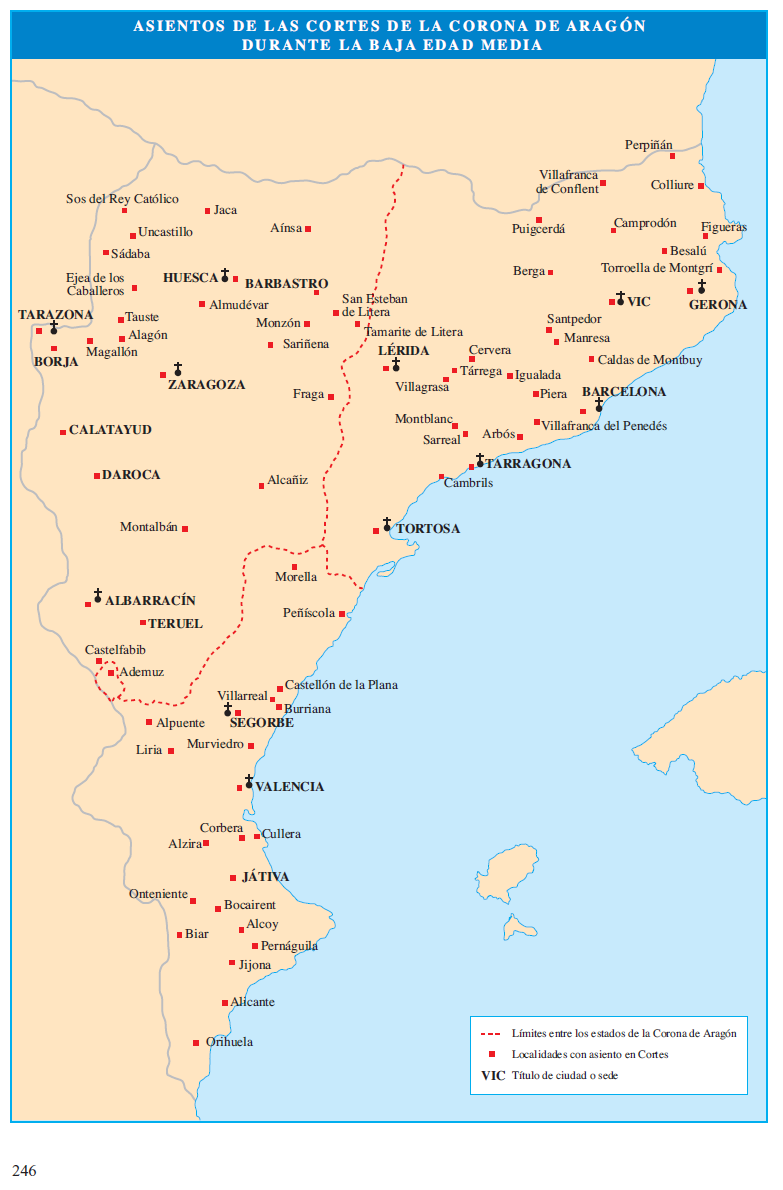 ASIENTOS DE LAS CORTES DE LA CORONA DE ARAGÓN
DURANTE LA BAJA EDAD MEDIA
Perpiñán
Villafranca
de Conflent
Colliure
Sos del Rey Católico
Jaca
Uncastillo
Aínsa
Puigcerdá
Camprodón
Figueras
Sádaba
Besalú
Ejea de los
Caballeros
HUESCA
BARBASTRO
Berga
Torroella de Montgrí
TARAZONA
Tauste
Almudévar
San Esteban
de Litera
VIC
GERONA
Alagón
Monzón
Tamarite de Litera
Santpedor
Manresa
Magallón
Sariñena
BORJA
LÉRIDA
Cervera
Caldas de Montbuy
ZARAGOZA
Villagrasa
Tárrega
Igualada
Fraga
Piera
BARCELONA
CALATAYUD
Montblanc
Sarreal
Arbós
Villafranca del Penedés
DAROCA
Alcañiz
TARRAGONA
Cambrils
Montalbán
TORTOSA
Morella
ALBARRACÍN
Peñíscola
TERUEL
Castelfabib
Ademuz
Castellón de la Plana
Villarreal
Burriana
Alpuente
SEGORBE
Liria
Murviedro
VALENCIA
Corbera
Cullera
Alzira
JÁTIVA
Onteniente
Bocairent
Biar
Alcoy
Pernáguila
Jijona
Alicante
Orihuela
Límites entre los estados de la Corona de Aragón
Localidades con asiento en Cortes
VIC Título de ciudad o sede
246